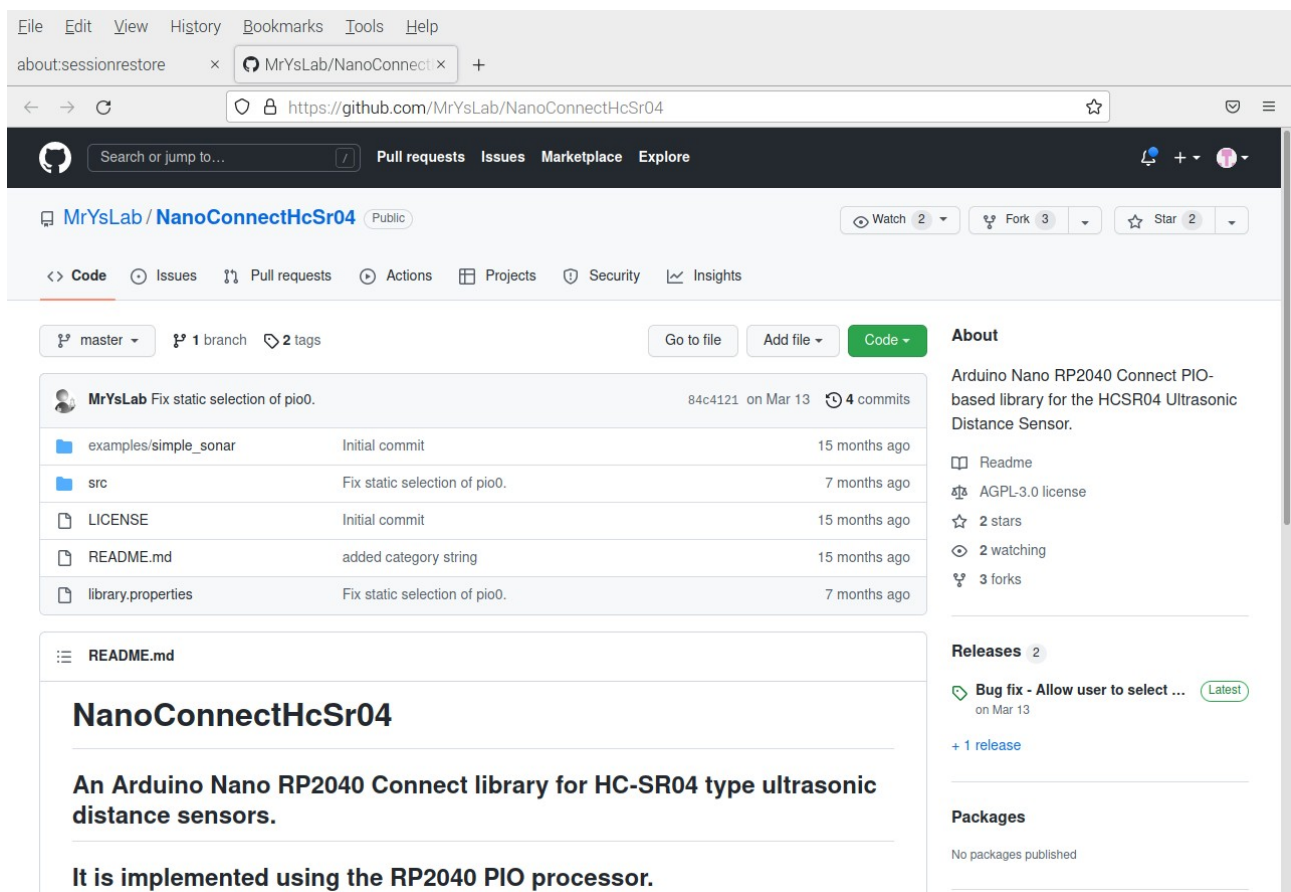 File Edit View History Bookmarks Tools Help
about:sessionrestore × MrYsLab/NanoConnect × +
https://github.com/MrYsLab/NanoConnectHcSr04
Search or jump to... / Pull requests Issues Marketplace Explore
MrYsLab / NanoConnectHcSr04 Public
Watch 2 Fork 3 Star 2
<> Code Issues Pull requests Actions Projects Security Insights
master 1 branch 2 tags
Go to file Add file Code
MrYsLab Fix static selection of pio0. 84c4121 on Mar 13 4 commits
examples/simple_sonar Initial commit 15 months ago
src Fix static selection of pio0. 7 months ago
LICENSE Initial commit 15 months ago
README.md added category string 15 months ago
library.properties Fix static selection of pio0. 7 months ago
README.md
NanoConnectHcSr04
An Arduino Nano RP2040 Connect library for HC-SR04 type ultrasonic
distance sensors.
It is implemented using the RP2040 PIO processor.
About
Arduino Nano RP2040 Connect PIO-
based library for the HCSR04 Ultrasonic
Distance Sensor.
Readme
AGPL-3.0 license
2 stars
2 watching
3 forks
Releases 2
Bug fix - Allow user to select ... Latest
on Mar 13
+ 1 release
Packages
No packages published